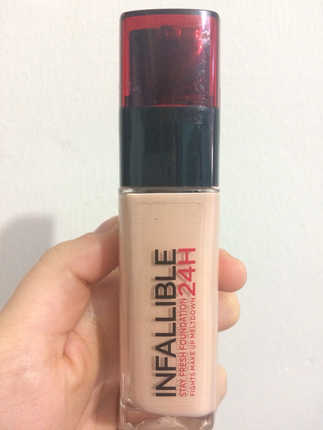 INFALLIBLE 24H
STAY FRESH FOUNDATION
FIGHTS MAKE UP MELTDOWN